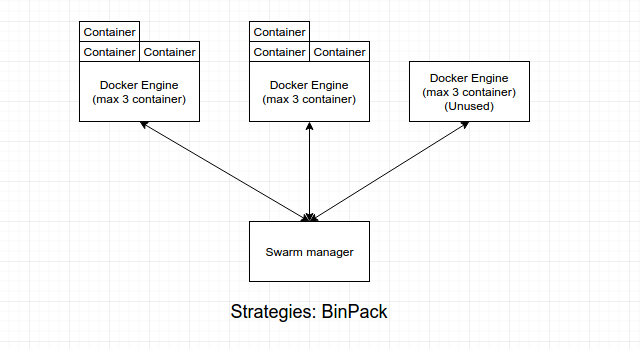 Container
Container
Container
Docker Engine
(max 3 container)
Container
Container
Container
Docker Engine
(max 3 container)
Docker Engine
(max 3 container)
(Unused)
Swarm manager
Strategies: BinPack